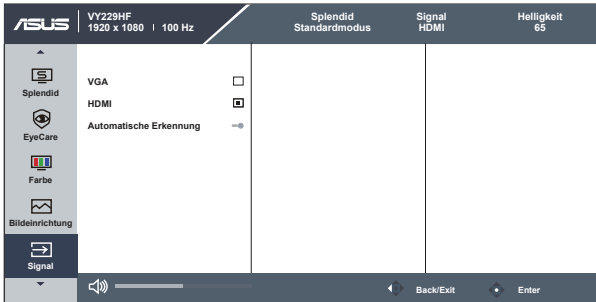 ASUS
VY229HF
1920 x 1080 | 100 Hz
Splendid
Standardmodus
Signal
HDMI
Helligkeit
65
Splendid
EyeCare
Farbe
Bildeinrichtung
Signal
VGA
HDMI
Automatische Erkennung
Back/Exit
Enter